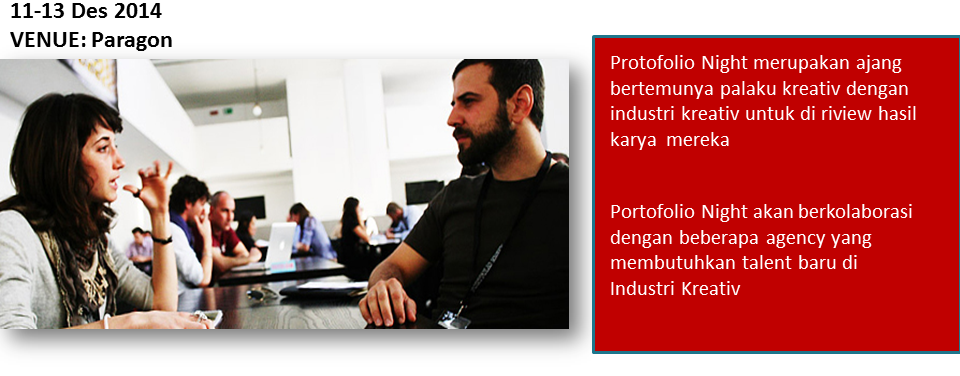 11-13 Des 2014
VENUE: Paragon
Protofolio Night merupakan ajang
bertemunya palaku kreativ dengan
industri kreativ untuk di riview hasil
karya mereka
Portofolio Night akan berkolaborasi
dengan beberapa agency yang
membutuhkan talent baru di
Industri Kreativ